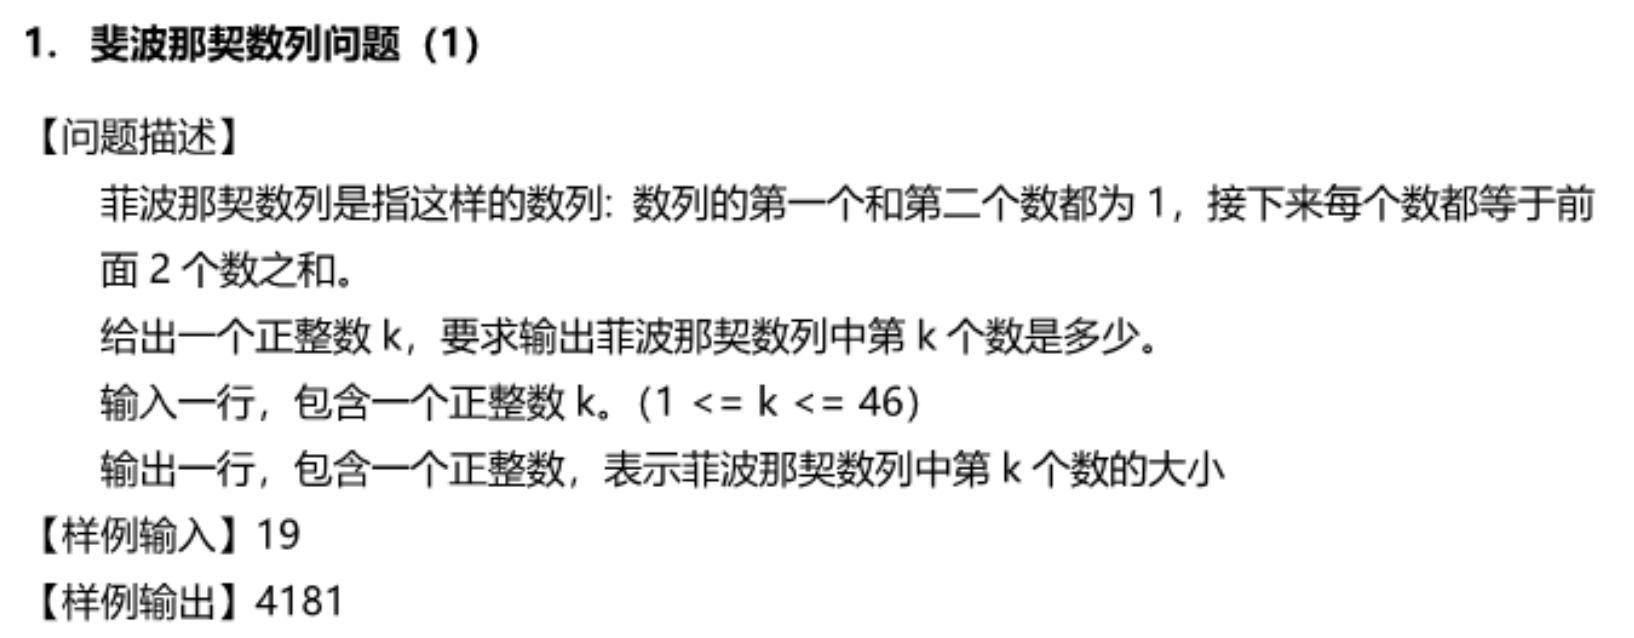 1. 斐波那契数列问题（1）
【问题描述】
菲波那契数列是指这样的数列: 数列的第一个和第二个数都为 1，接下来每个数都等于前
面 2 个数之和。
给出一个正整数 k，要求输出菲波那契数列中第 k 个数是多少。
输入一行，包含一个正整数 k。（1 <= k <= 46）
输出一行，包含一个正整数，表示菲波那契数列中第 k 个数的大小
【样例输入】19
【样例输出】4181